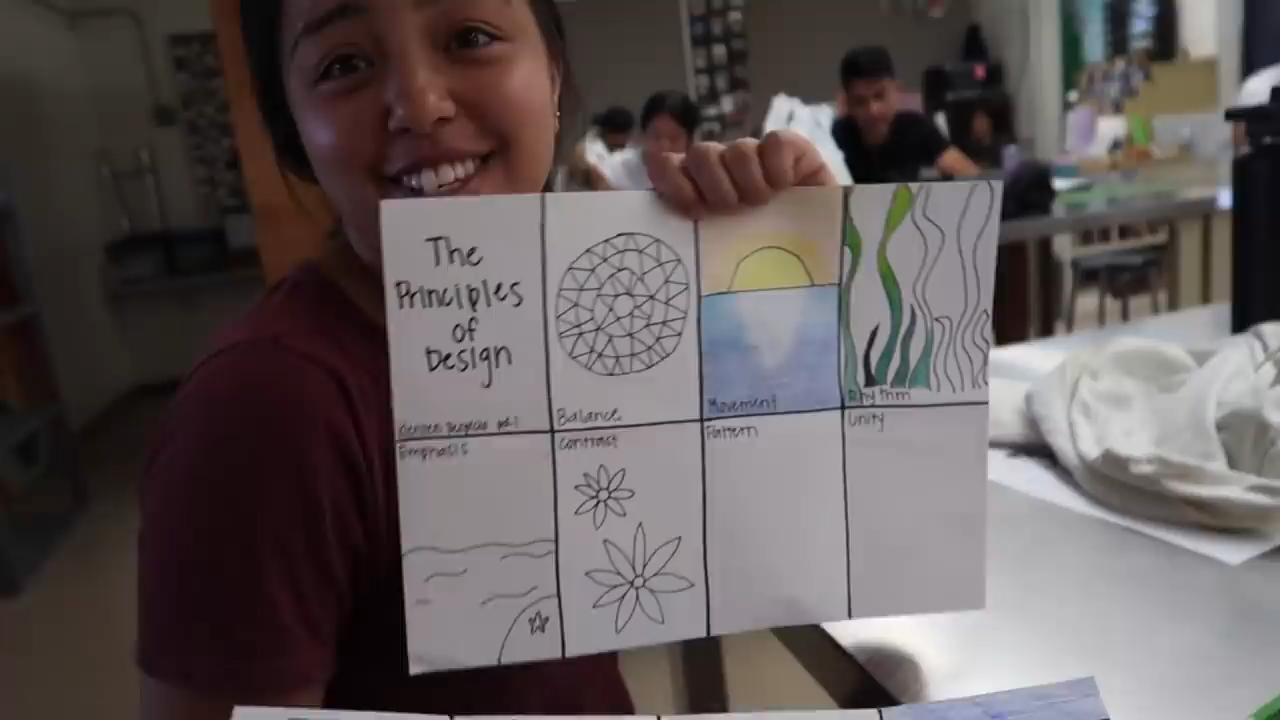 The
Principles
of
Design
Balance
Movement
Rhythm
Emphasis
Contrast
Pattern
Unity